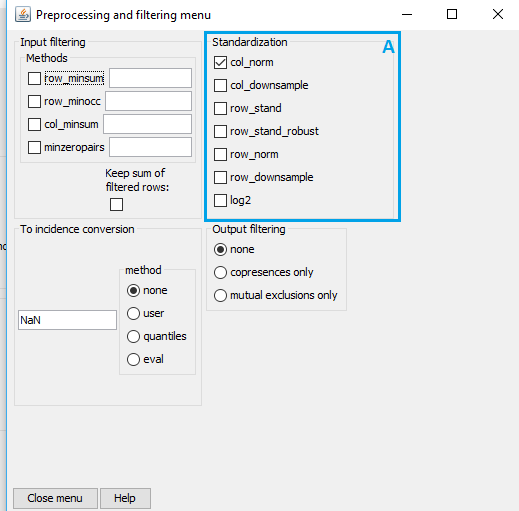 Preprocessing and filtering menu
Input filtering
Methods
row_minsum
row_minocc
col_minsum
minzeropairs
Keep sum of
filtered rows:
Standardization
A
col_norm
col_downsample
row_stand
row_stand_robust
row_norm
row_downsample
log2
To incidence conversion
NaN
method
none
user
quantiles
eval
Output filtering
none
copresences only
mutual exclusions only
Close menu
Help